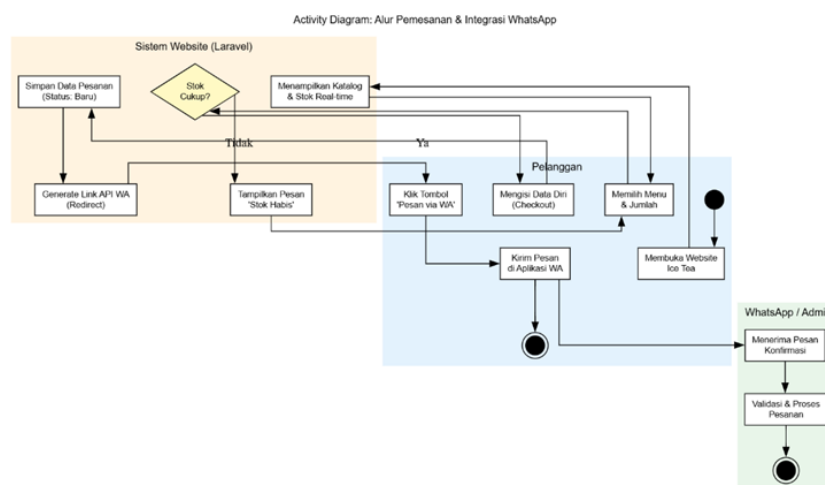 Activity Diagram: Alur Pemesanan & Integrasi WhatsApp
Sistem Website (Laravel)
Simpan Data Pesanan
(Status: Baru)
Stok
Cukup?
Menampilkan Katalog
& Stok Real-time
Tidak
Ya
Generate Link API WA
(Redirect)
Tampilkan Pesan
'Stok Habis'
Pelanggan
Klik Tombol
'Pesan via WA'
Mengisi Data Diri
(Checkout)
Memilih Menu
& Jumlah
Kirim Pesan
di Aplikasi WA
Membuka Website
Ice Tea
WhatsApp / Admi
Menerima Pesan
Konfirmasi
Validasi & Proses
Pesanan